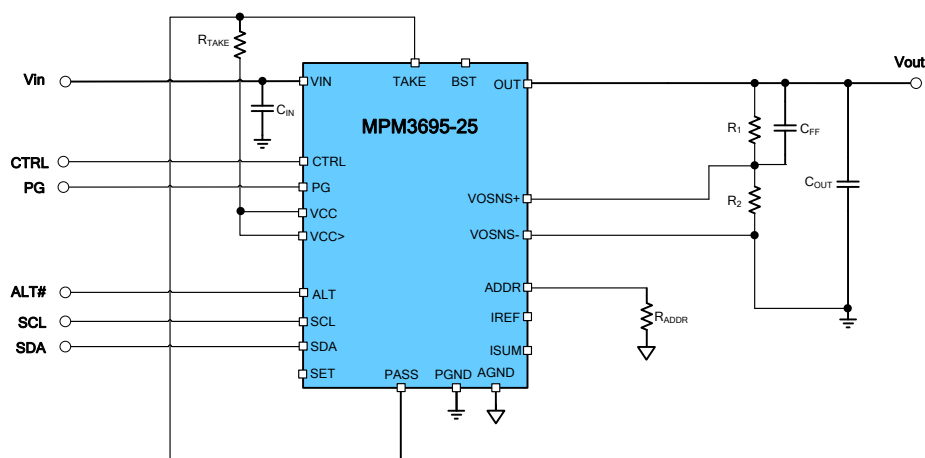 RTAKE
Vin
VIN
TAKE
BST
OUT
Vout
CIN
MPM3695-25
R1
CFF
CTRL
CTRL
PG
PG
VOSNS+
R2
COUT
VCC
VCC>
VOSNS-
ALT#
ALT
ADDR
SCL
SCL
IREF
RADDR
SDA
SDA
ISUM
SET
PASS
PGND
AGND